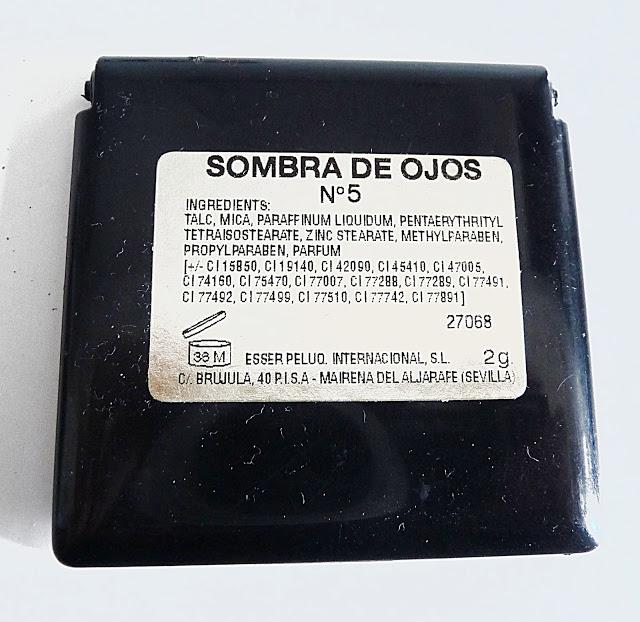 SOMBRA DE OJOS
Nº5
INGREDIENTS:
TALC, MICA, PARAFFINUM LIQUIDUM, PENTAERYTHRITYL
TETRAISOSTEARATE, ZINC STEARATE, METHYLPARABEN,
PROPYLPARABEN, PARFUM
[+/- CI 15850, CI 19140, CI 42090, CI 45410, CI 47005,
CI 74160, CI 75470, CI 77007, CI 77288, CI 77289, CI 77491,
CI 77492, CI 77499, CI 77510, CI 77742, CI 77891]
27068
36 M
ESSER PELUQ. INTERNACIONAL, S.L. 2g.
C/. BRUJULA, 40 P.I.S.A - MAIRENA DEL ALJARAFE (SEVILLA)